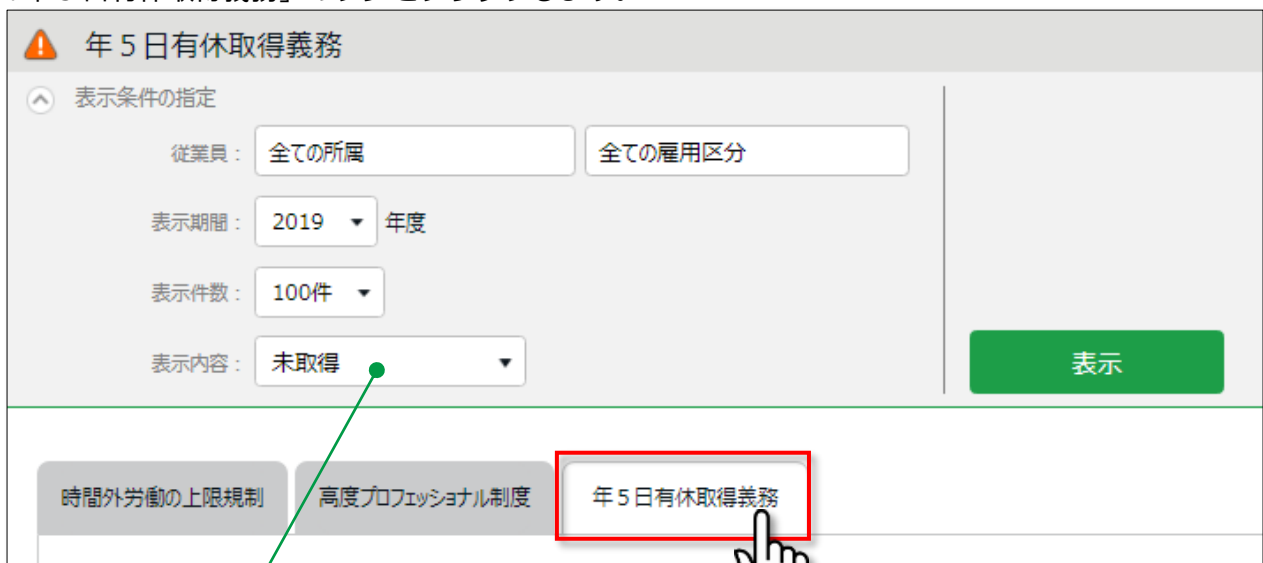 年５日有休取得義務
表示条件の指定
従業員： 全ての所属 全ての雇用区分
表示期間： 2019 年度
表示件数： 100件
表示内容： 未取得
表示
時間外労働の上限規制 高度プロフェッショナル制度 年５日有休取得義務